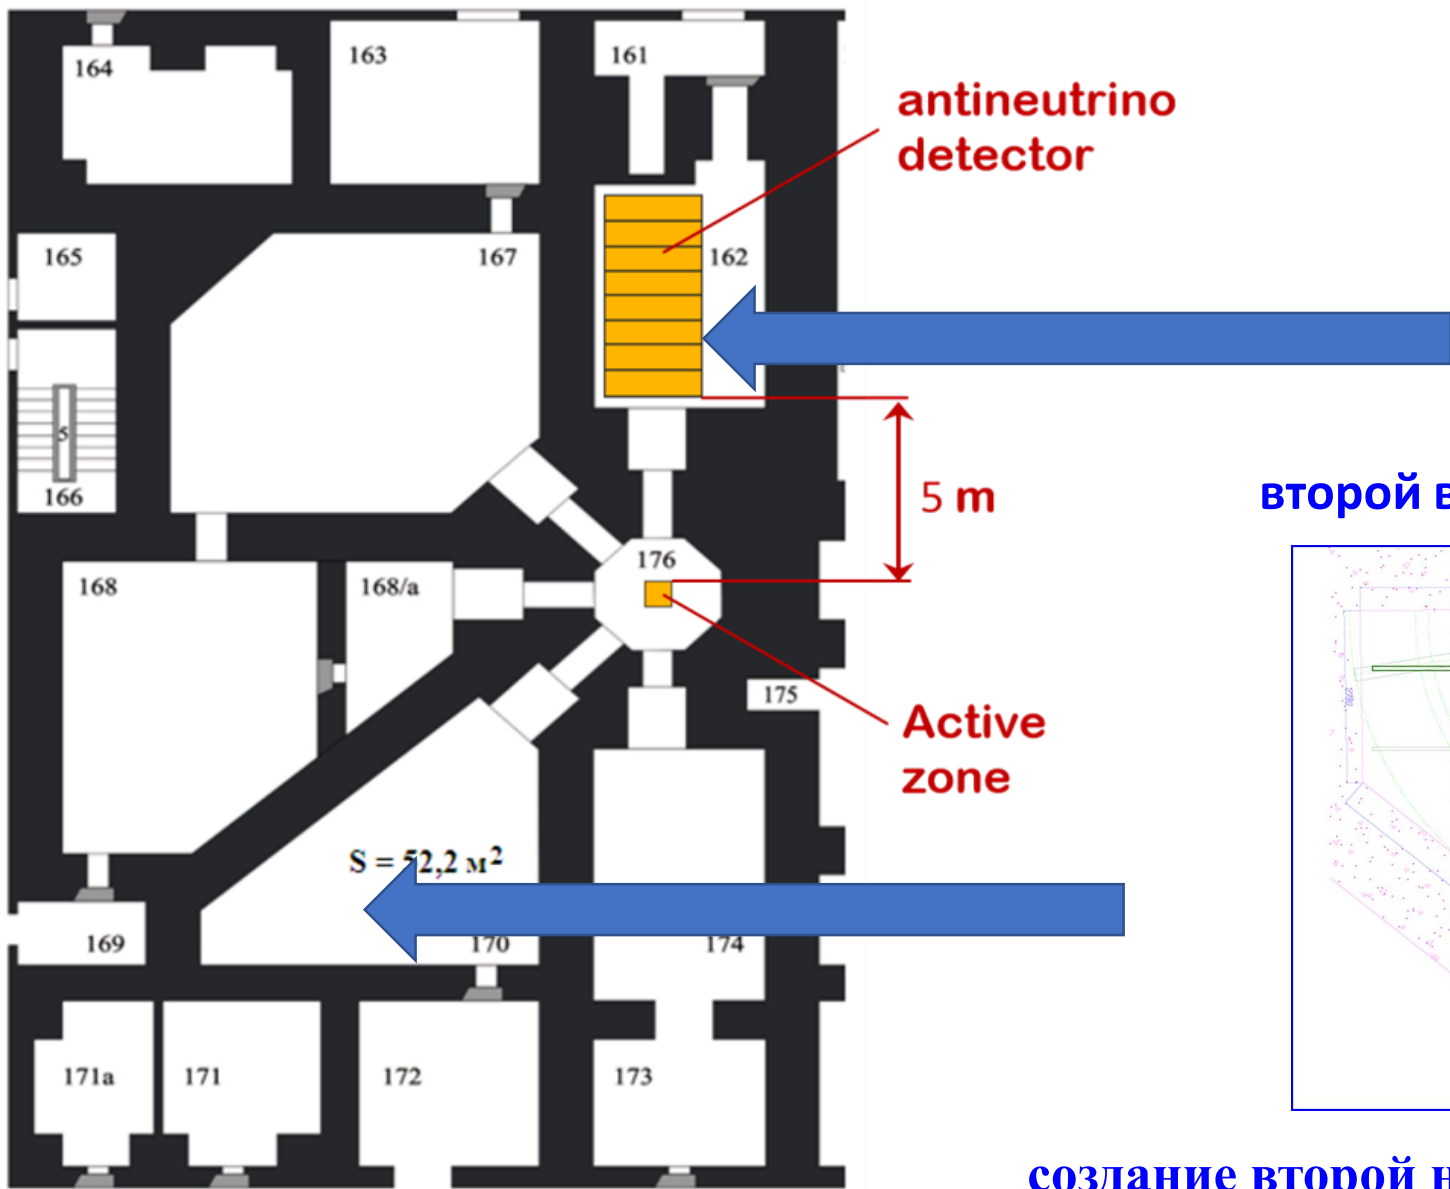 164
163
161
antineutrino
detector
165
167
162
5
166
5 m
второй
176
168
168/a
175
Active
zone
S = 52,2 м²
169
170
174
171a
171
172
173
создание второй